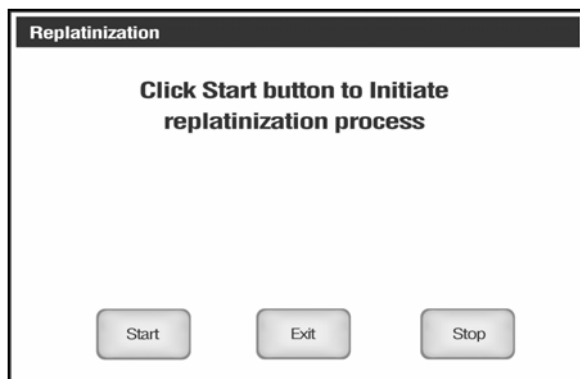 Replatinization
Click Start button to Initiate
replatinization process
Start Exit Stop